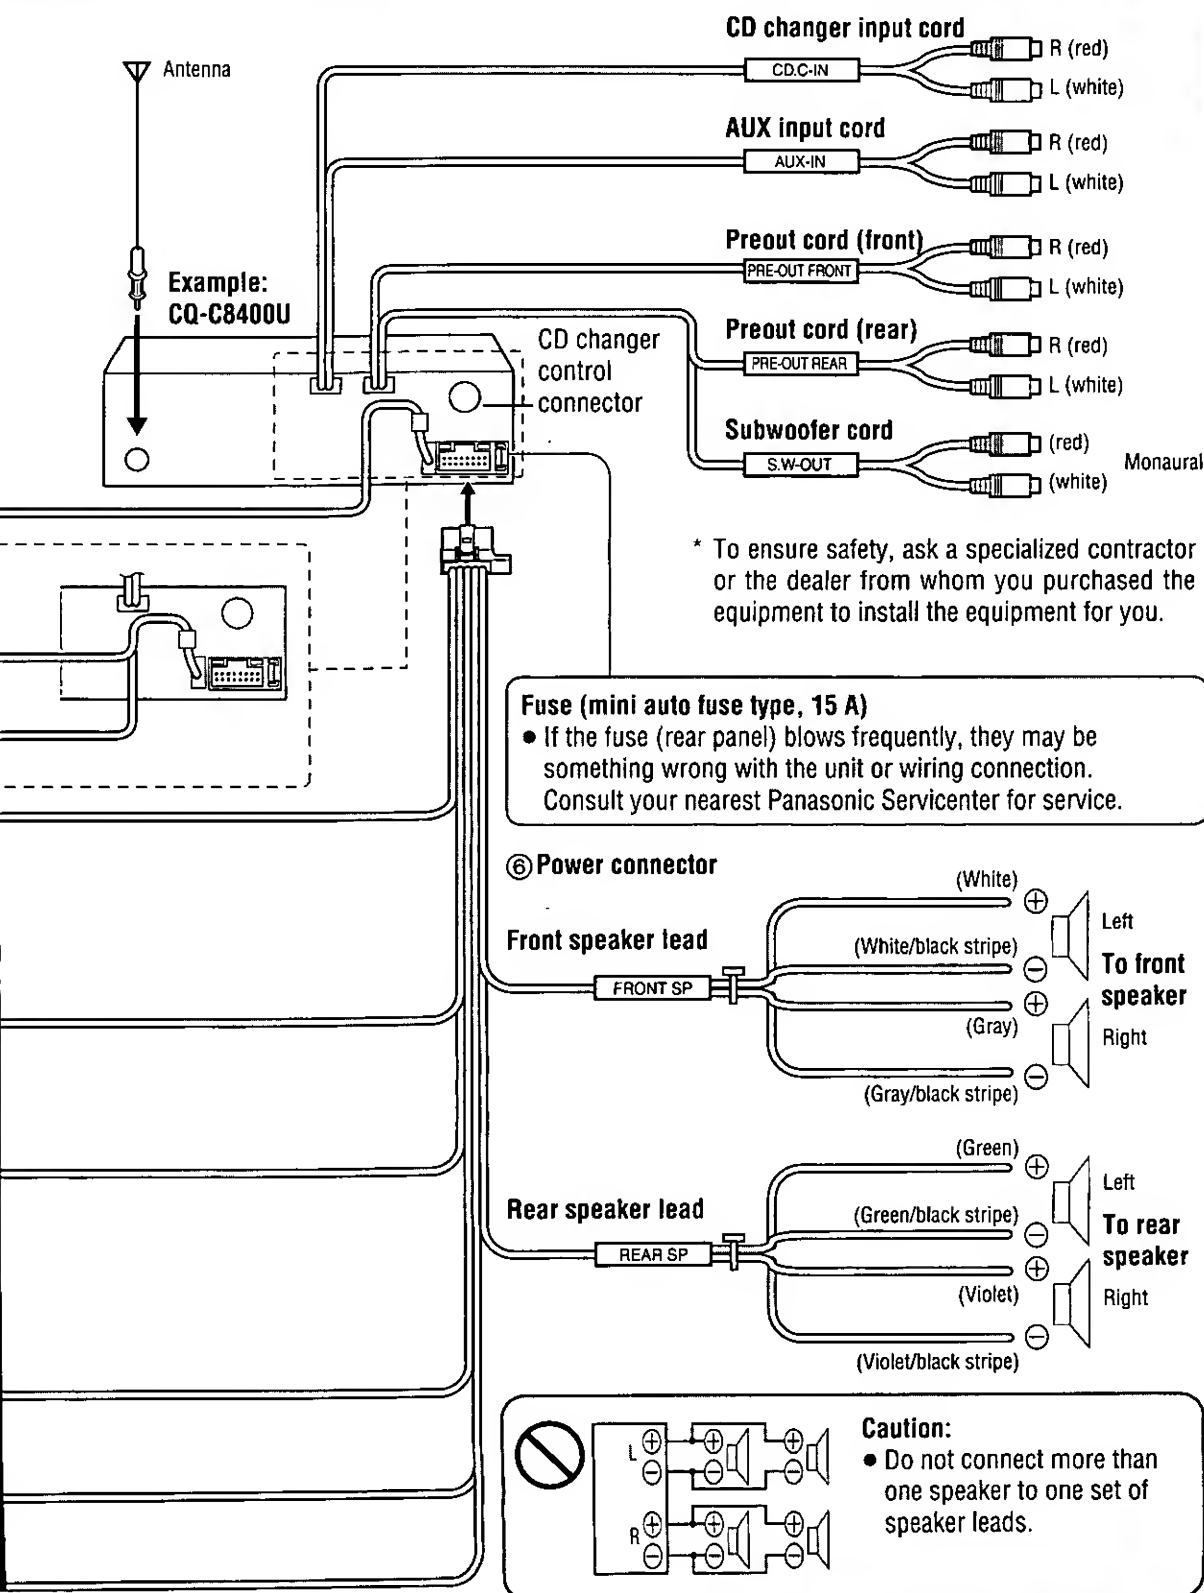 CD changer input cord
Antenna
CD.C-IN
R (red)
L (white)
AUX input cord
AUX-IN
R (red)
L (white)
Preout cord (front)
PRE-OUT FRONT
R (red)
L (white)
Example:
CQ-C8400U
CD changer
control
connector
Preout cord (rear)
PRE-OUT REAR
R (red)
L (white)
Subwoofer cord
S.W-OUT
(red)
(white)
Monaural
* To ensure safety, ask a specialized contractor
or the dealer from whom you purchased the
equipment to install the equipment for you.
Fuse (mini auto fuse type, 15 A)
● If the fuse (rear panel) blows frequently, they may be
something wrong with the unit or wiring connection.
Consult your nearest Panasonic Servicenter for service.
⑥ Power connector
Front speaker lead
FRONT SP
(White)
⊕
Left
(White/black stripe)
⊖
To front
speaker
⊕
(Gray)
Right
⊖
(Gray/black stripe)
Rear speaker lead
REAR SP
(Green)
⊕
Left
(Green/black stripe)
⊖
To rear
speaker
⊕
(Violet)
Right
⊖
(Violet/black stripe)
L ⊕ ⊕ ⊕
⊖ ⊖ ⊖
R ⊕ ⊕ ⊕
⊖ ⊖ ⊖
Caution:
● Do not connect more than
one speaker to one set of
speaker leads.